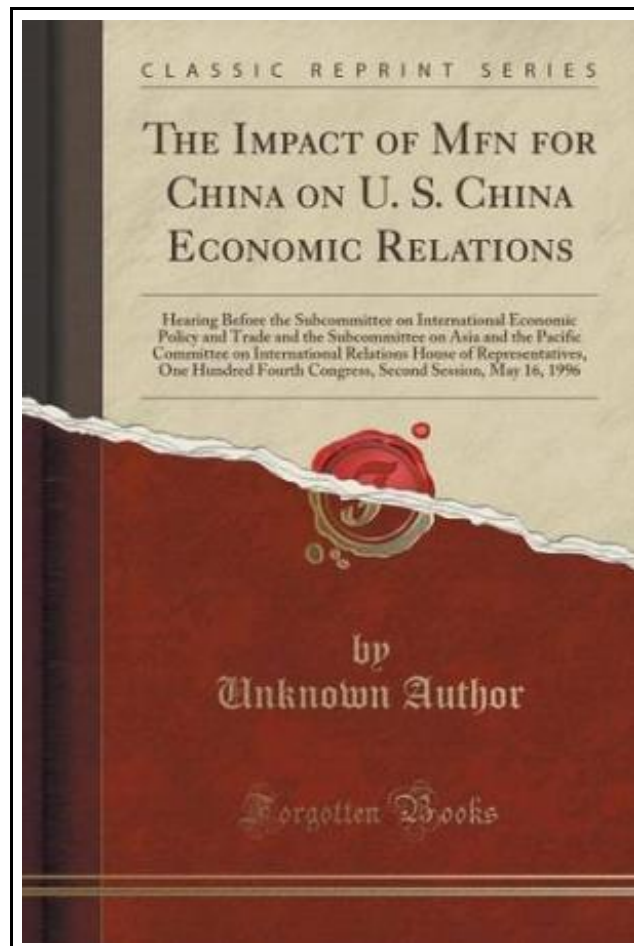 CLASSIC REPRINT SERIES
THE IMPACT OF MFN FOR
CHINA ON U. S. CHINA
ECONOMIC RELATIONS
Hearing Before the Subcommittee on International Economic
Policy and Trade and the Subcommittee on Asia and the Pacific
Committee on International Relations House of Representatives,
One Hundred Fourth Congress, Second Session, May 16, 1996
by
Unknown Author
Forgotten Books